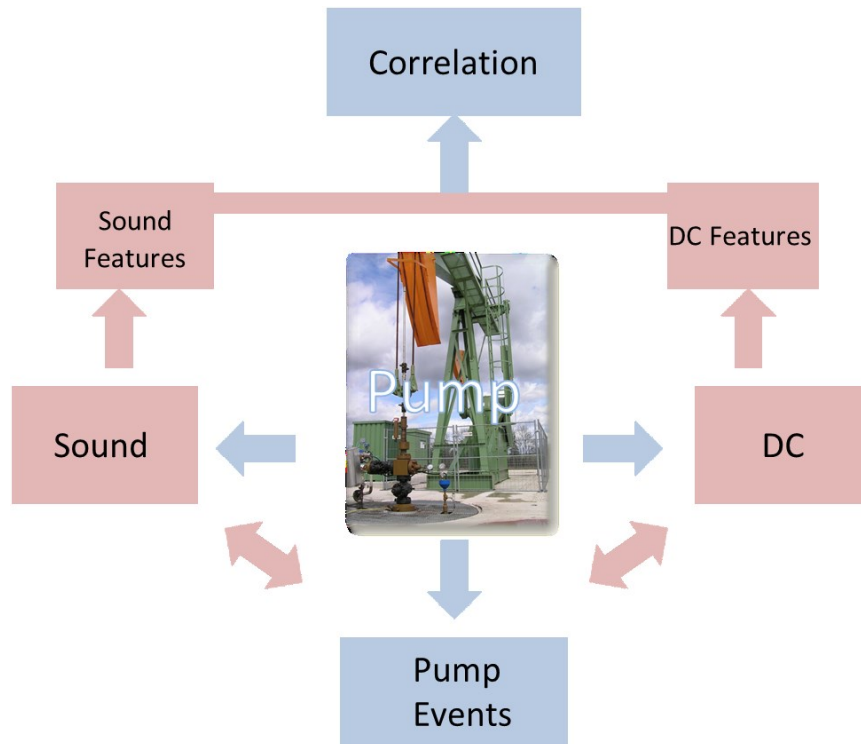 Correlation
Sound
Features
DC Features
Pump
Sound
DC
Pump
Events